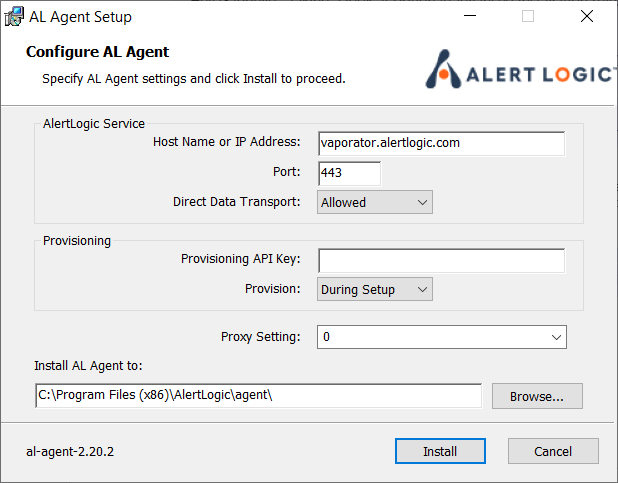 AL Agent Setup
Configure AL Agent
Specify AL Agent settings and click Install to proceed.
ALERT LOGIC
AlertLogic Service
Host Name or IP Address: vaporator.alertlogic.com
Port: 443
Direct Data Transport: Allowed
Provisioning
Provisioning API Key:
Provision: During Setup
Proxy Setting: 0
Install AL Agent to:
C:\Program Files (x86)\AlertLogic\agent\ Browse...
al-agent-2.20.2 Install Cancel